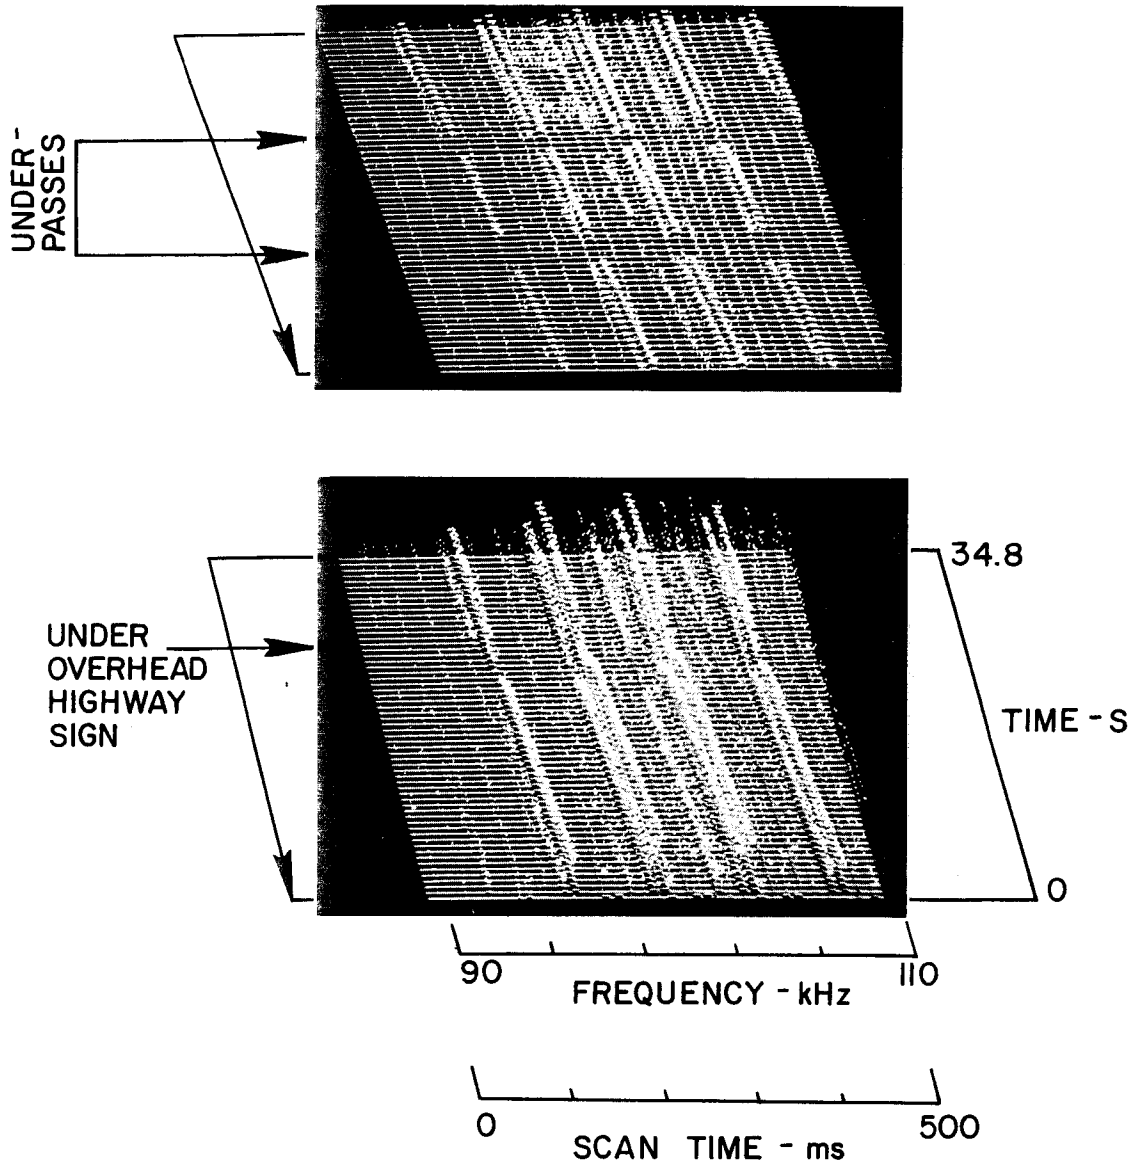 UNDER-
PASSES
UNDER
OVERHEAD
HIGHWAY
SIGN
34.8
TIME - S
0
90
110
FREQUENCY - kHz
0
500
SCAN TIME - ms